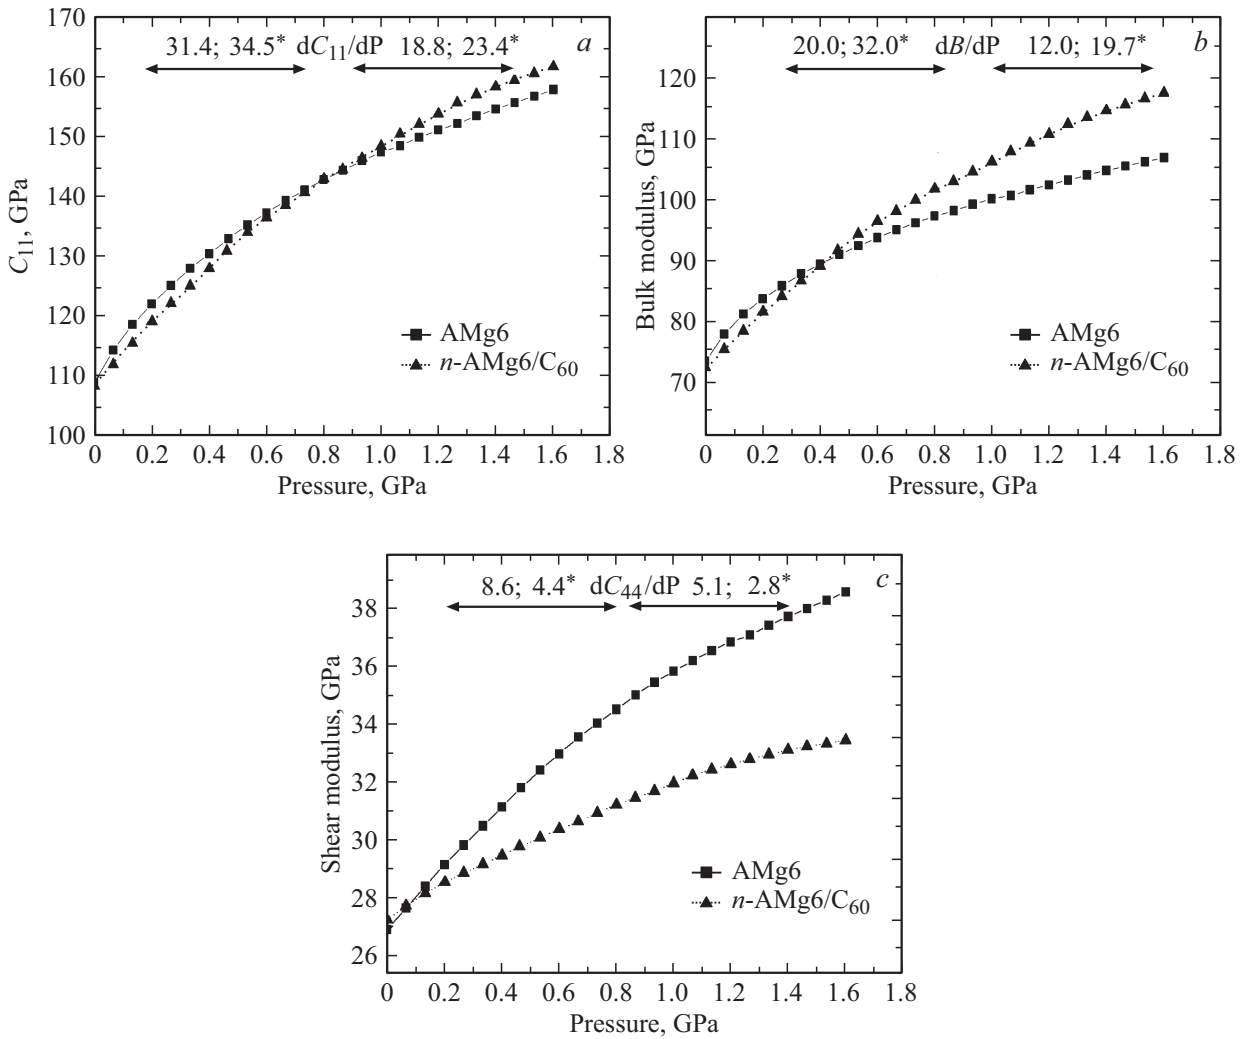 170
160
150
140
130
120
110
100
C₁₁, GPa
31.4; 34.5* dC₁₁/dP 18.8; 23.4* a
AMg6
n-AMg6/C₆₀
0 0.2 0.4 0.6 0.8 1.0 1.2 1.4 1.6 1.8
Pressure, GPa
120
110
100
90
80
70
Bulk modulus, GPa
20.0; 32.0* dB/dP 12.0; 19.7* b
AMg6
n-AMg6/C₆₀
0 0.2 0.4 0.6 0.8 1.0 1.2 1.4 1.6 1.8
Pressure, GPa
38
36
34
32
30
28
26
Shear modulus, GPa
8.6; 4.4* dC₄₄/dP 5.1; 2.8* c
AMg6
n-AMg6/C₆₀
0 0.2 0.4 0.6 0.8 1.0 1.2 1.4 1.6 1.8
Pressure, GPa